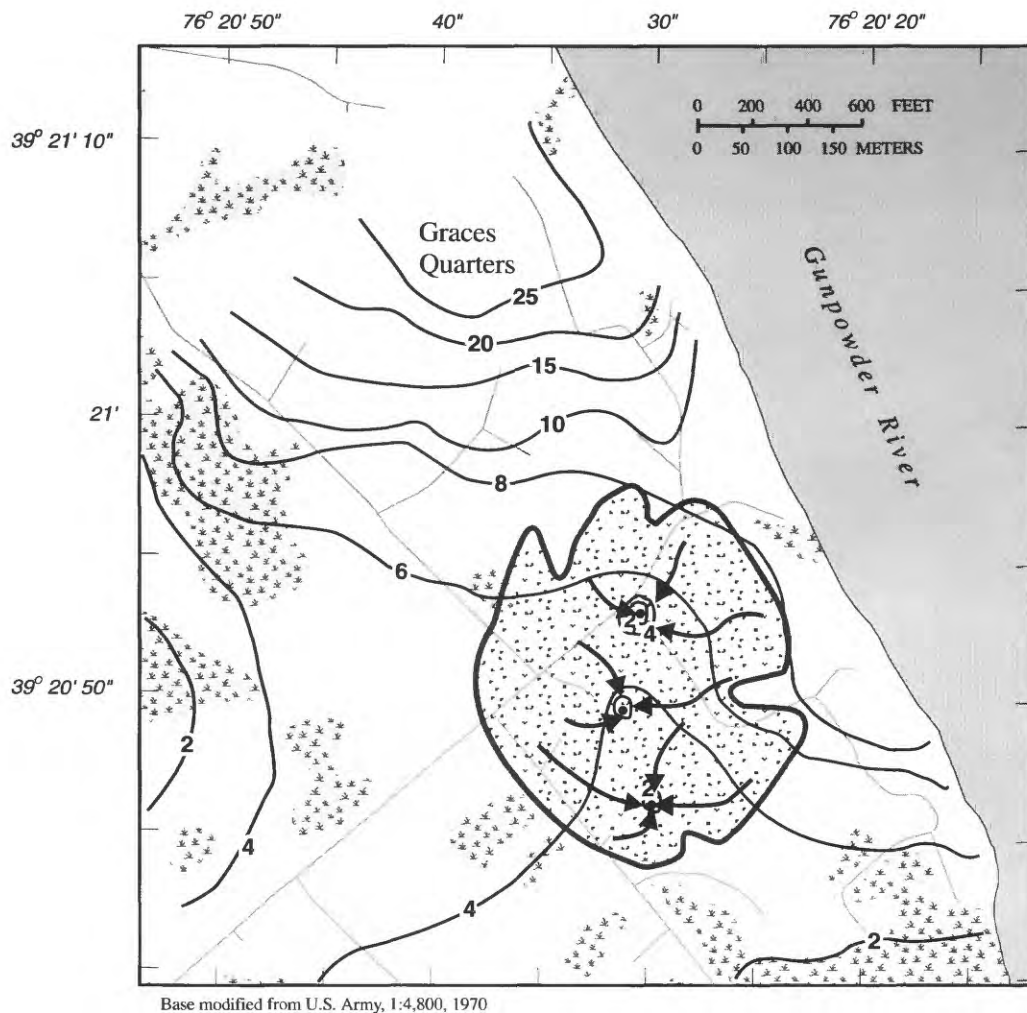 76° 20' 50" 40" 30" 76° 20' 20"
39° 21' 10"
0 200 400 600 FEET
0 50 100 150 METERS
Graces
Quarters
Gunpowder River
25
20
15
21'
10
8
6
2
4
39° 20' 50"
2
2
4
4
2
Base modified from U.S. Army, 1:4,800, 1970